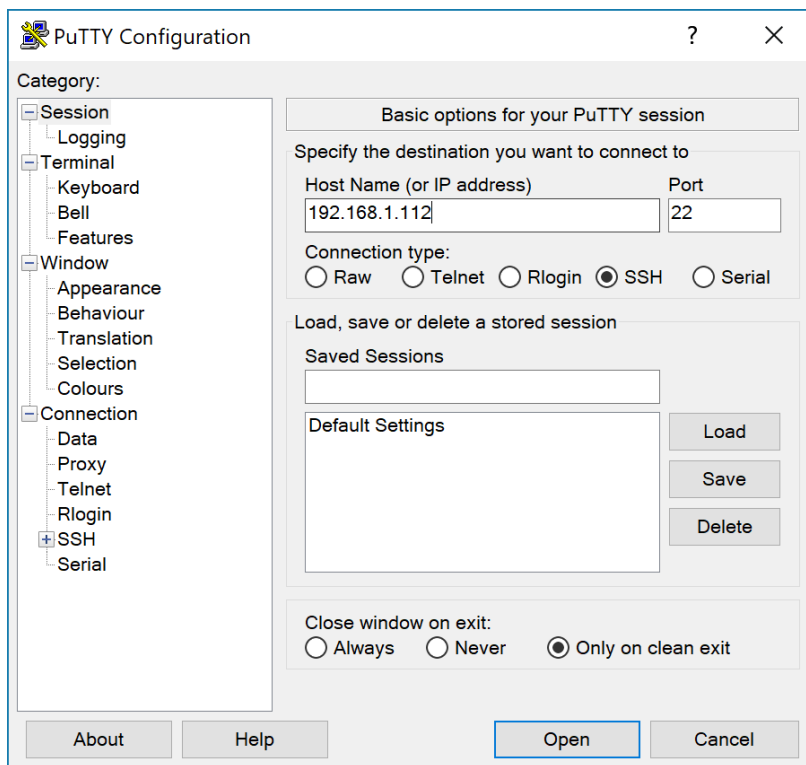 PuTTY Configuration
?
Category:
Session
Logging
Terminal
Keyboard
Bell
Features
Window
Appearance
Behaviour
Translation
Selection
Colours
Connection
Data
Proxy
Telnet
Rlogin
SSH
Serial
Basic options for your PuTTY session
Specify the destination you want to connect to
Host Name (or IP address) Port
192.168.1.112 22
Connection type:
Raw Telnet Rlogin SSH Serial
Load, save or delete a stored session
Saved Sessions
Default Settings
Load
Save
Delete
Close window on exit:
Always Never Only on clean exit
About Help Open Cancel